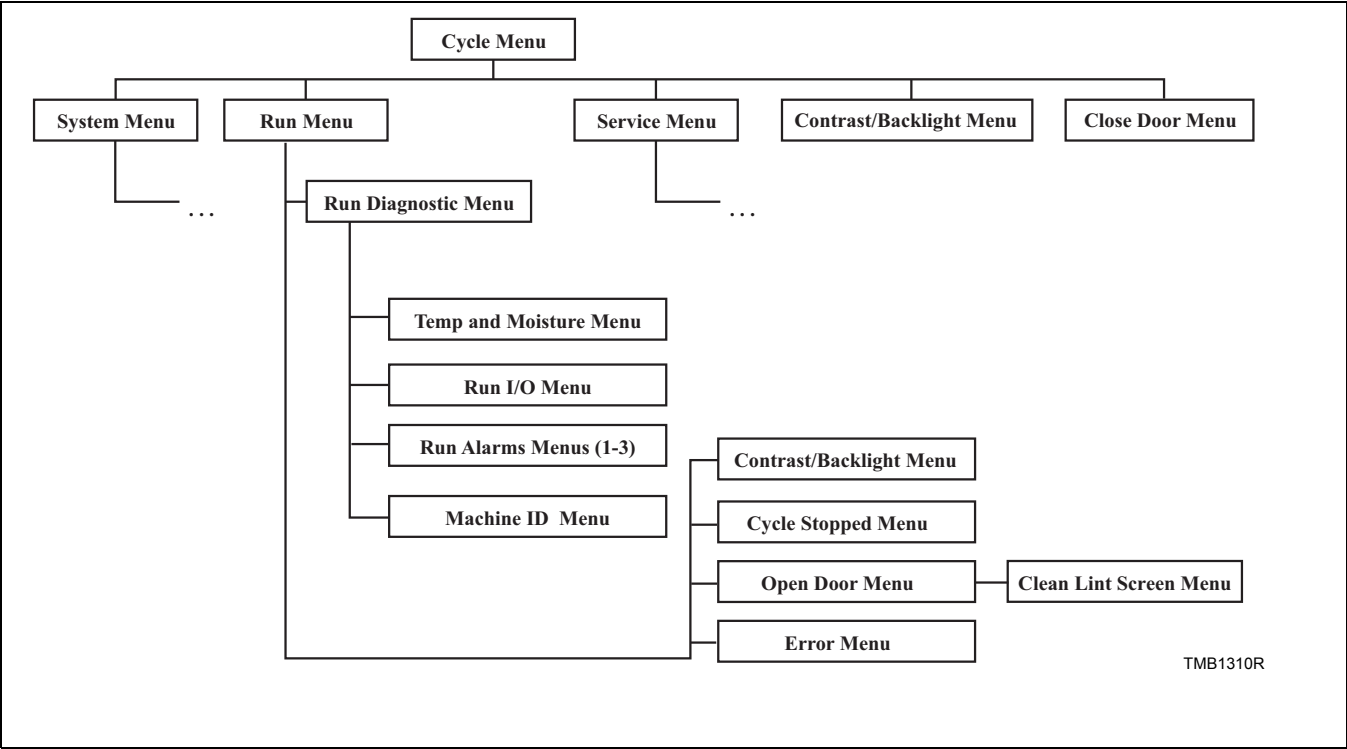 Cycle Menu
System Menu
Run Menu
Service Menu
Contrast/Backlight Menu
Close Door Menu
...
Run Diagnostic Menu
...
Temp and Moisture Menu
Run I/O Menu
Run Alarms Menus (1-3)
Machine ID  Menu
Contrast/Backlight Menu
Cycle Stopped Menu
Open Door Menu
Clean Lint Screen Menu
Error Menu
TMB1310R